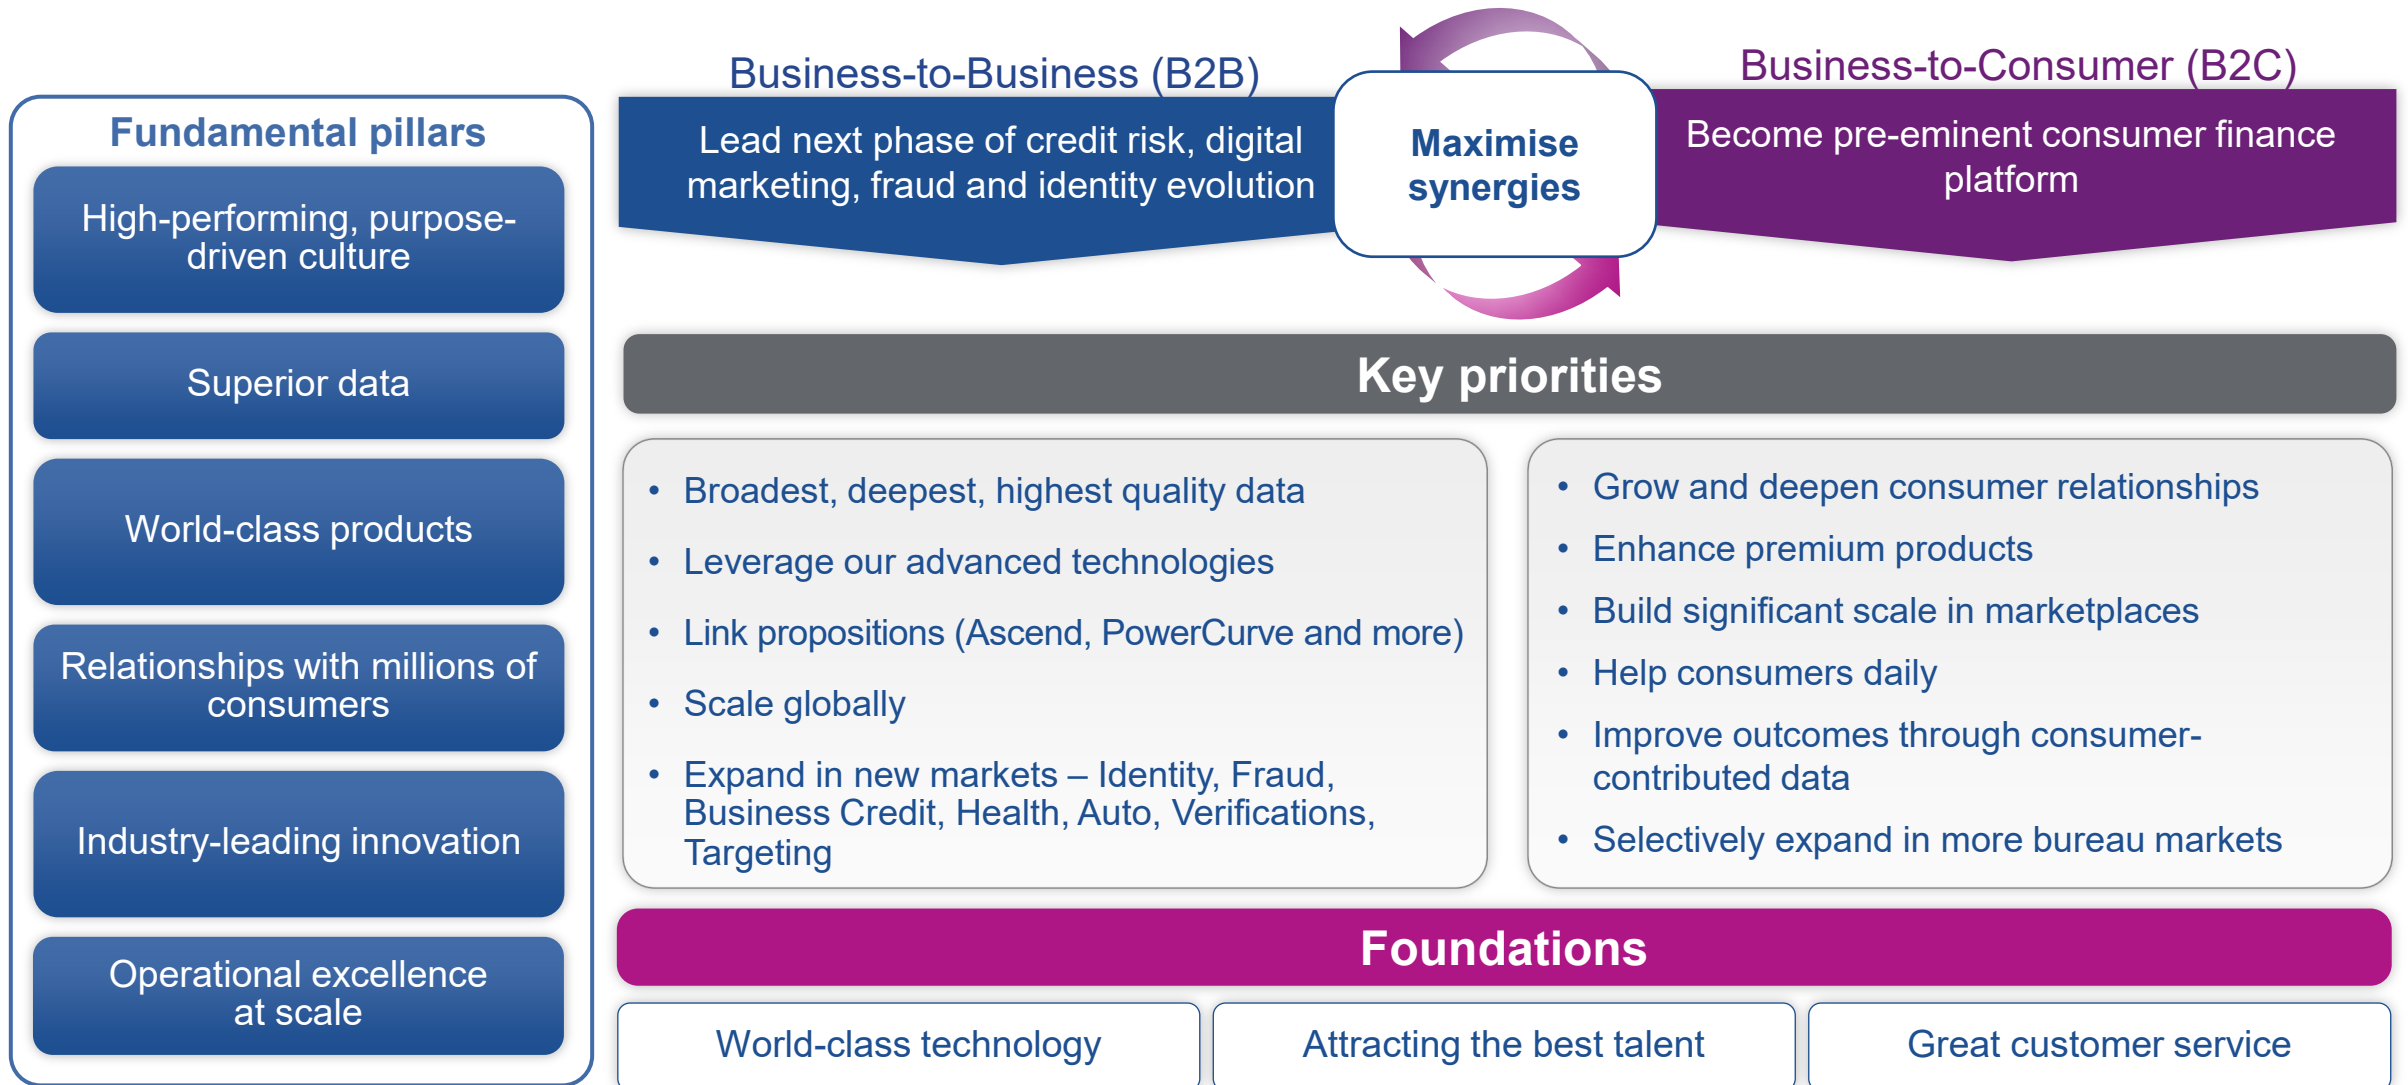 Fundamental pillars
High-performing, purpose-
driven culture
Superior data
World-class products
Relationships with millions of
consumers
Industry-leading innovation
Operational excellence
at scale
Business-to-Business (B2B)
Lead next phase of credit risk, digital
marketing, fraud and identity evolution
Maximise
synergies
Business-to-Consumer (B2C)
Become pre-eminent consumer finance
platform
Key priorities
• Broadest, deepest, highest quality data
• Leverage our advanced technologies
• Link propositions (Ascend, PowerCurve and more)
• Scale globally
• Expand in new markets – Identity, Fraud,
Business Credit, Health, Auto, Verifications,
Targeting
• Grow and deepen consumer relationships
• Enhance premium products
• Build significant scale in marketplaces
• Help consumers daily
• Improve outcomes through consumer-
contributed data
• Selectively expand in more bureau markets
Foundations
World-class technology
Attracting the best talent
Great customer service